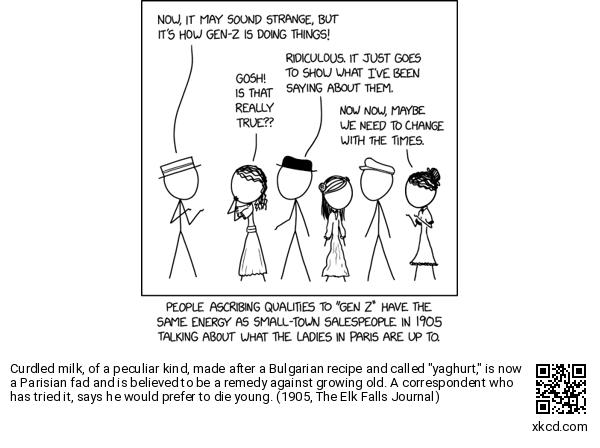 NOW, IT MAY SOUND STRANGE, BUT
IT'S HOW GEN-Z IS DOING THINGS!
GOSH!
IS THAT
REALLY
TRUE??
RIDICULOUS. IT JUST GOES
TO SHOW WHAT I'VE BEEN
SAYING ABOUT THEM.
NOW NOW, MAYBE
WE NEED TO CHANGE
WITH THE TIMES.
PEOPLE ASCRIBING QUALITIES TO "GEN Z" HAVE THE
SAME ENERGY AS SMALL-TOWN SALESPEOPLE IN 1905
TALKING ABOUT WHAT THE LADIES IN PARIS ARE UP TO.
Curdled milk, of a peculiar kind, made after a Bulgarian recipe and called "yaghurt," is now
a Parisian fad and is believed to be a remedy against growing old. A correspondent who
has tried it, says he would prefer to die young. (1905, The Elk Falls Journal)
xkcd.com